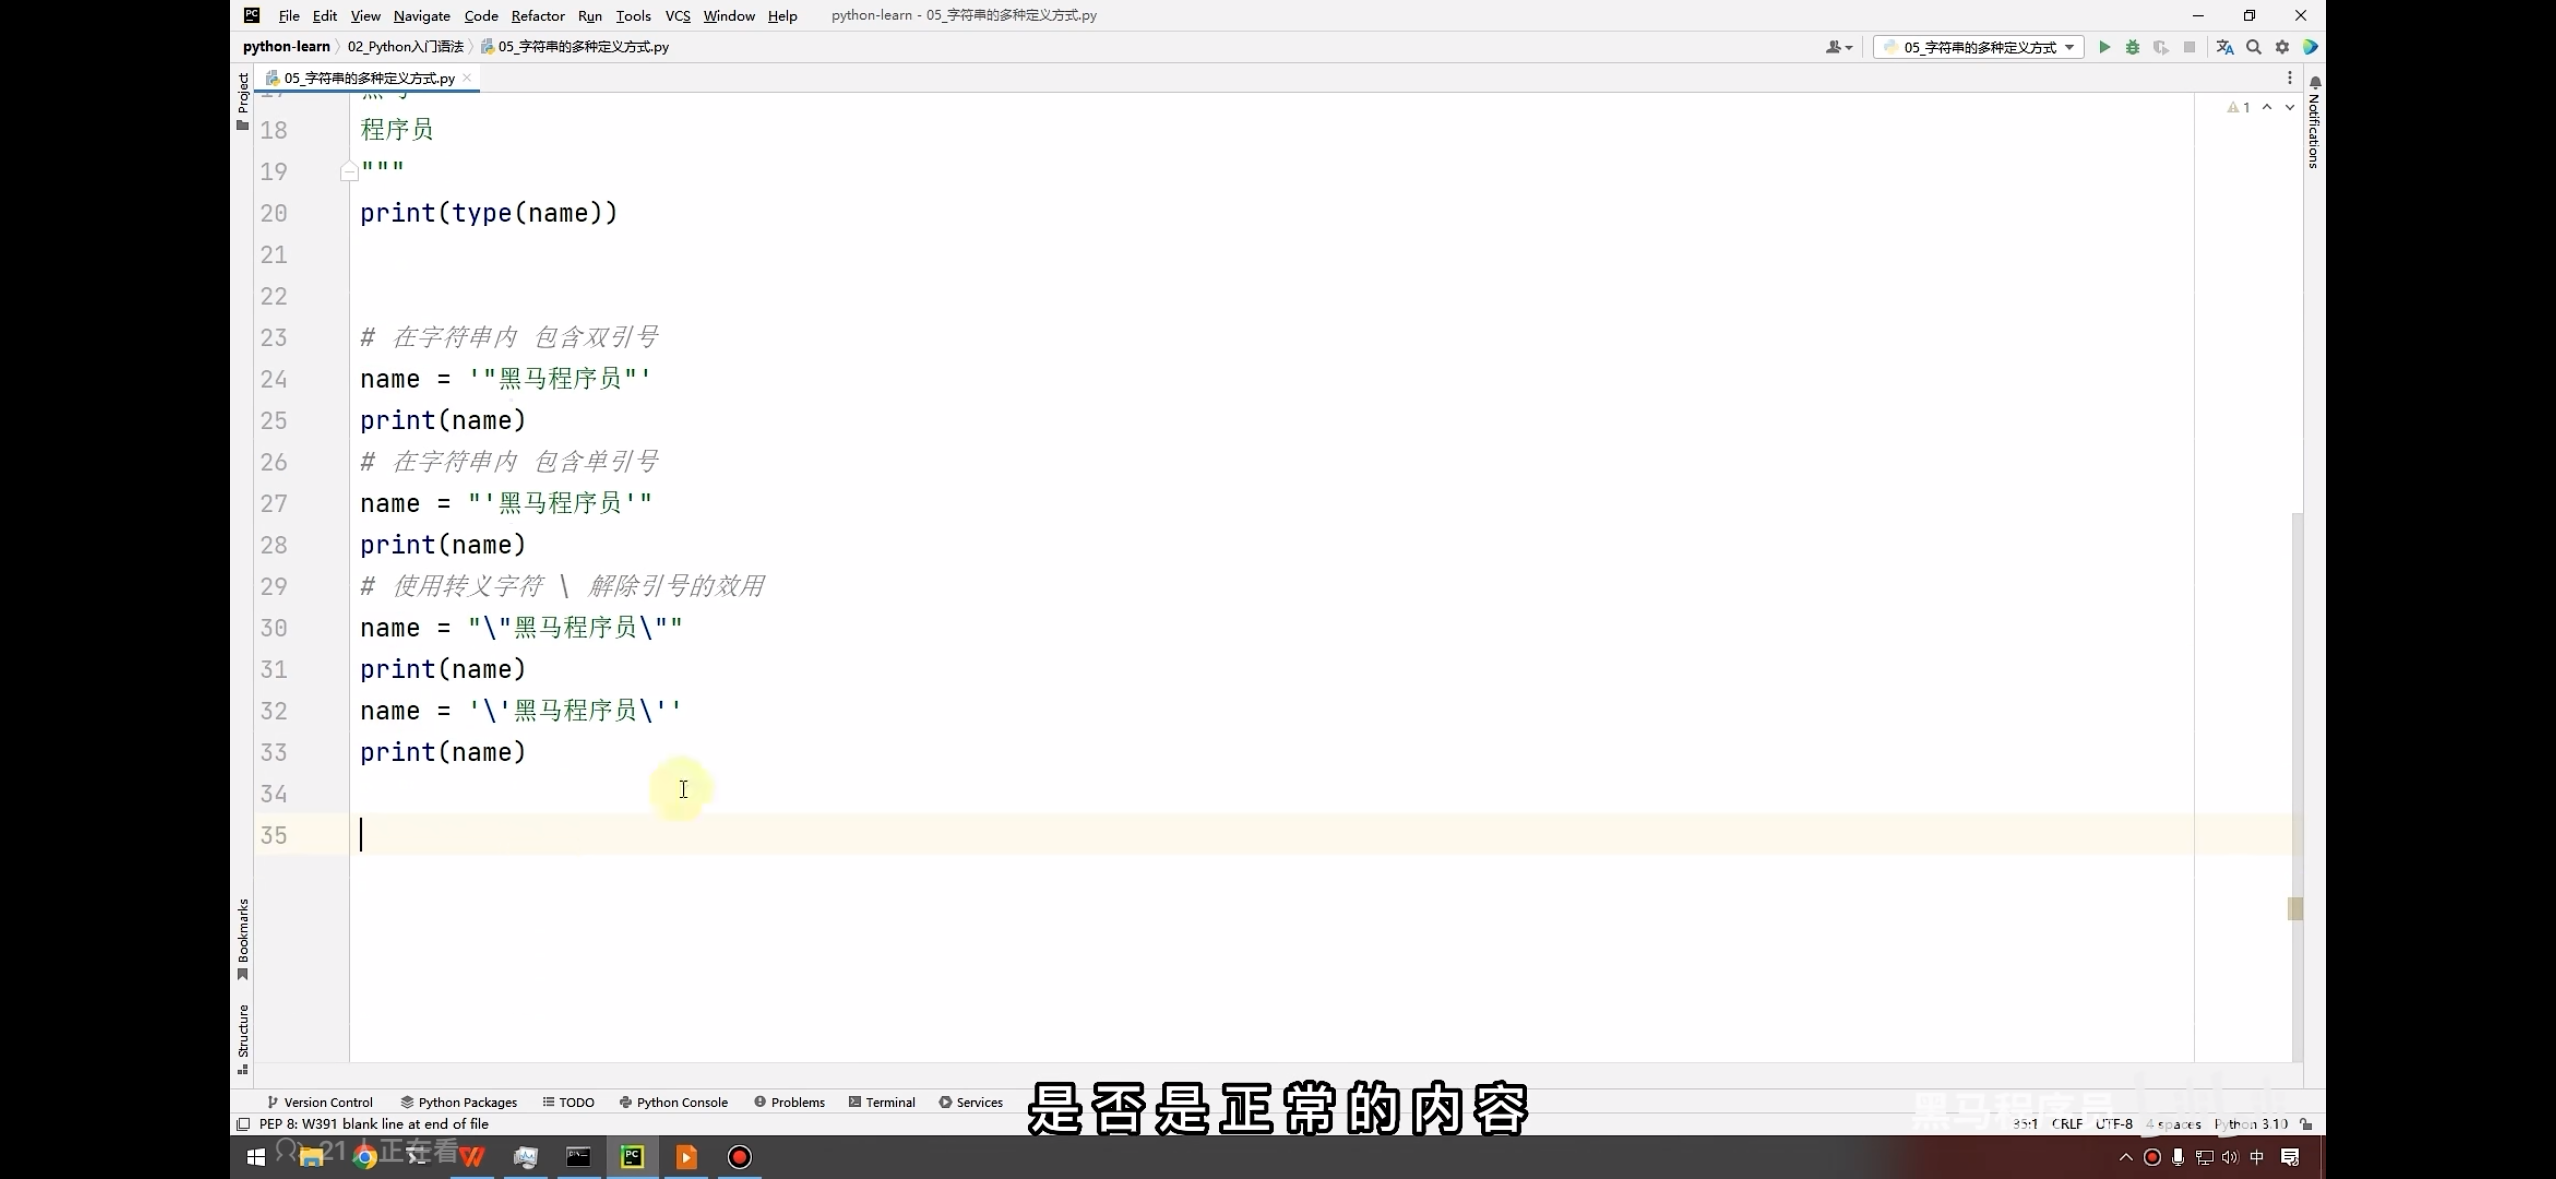 File Edit View Navigate Code Refactor Run Tools VCS Window Help python-learn - 05_字符串的多种定义方式.py
python-learn 02_Python入门语法 05_字符串的多种定义方式.py 05_字符串的多种定义方式
Project
05_字符串的多种定义方式.py
1
Notifications
18 程序员
19 """
20 print(type(name))
21
22
23 # 在字符串内 包含双引号
24 name = '"黑马程序员"'
25 print(name)
26 # 在字符串内 包含单引号
27 name = "'黑马程序员'"
28 print(name)
29 # 使用转义字符 \ 解除引号的效用
30 name = "\"黑马程序员\""
31 print(name)
32 name = '\'黑马程序员\''
33 print(name)
34
35
Bookmarks
Structure
Version Control Python Packages TODO Python Console Problems Terminal Services
是否是正常的内容
黑马程序员
PEP 8: W391 blank line at end of file 35:1 CRLF UTF-8 4 spaces Python 3.10
21人正在看
中